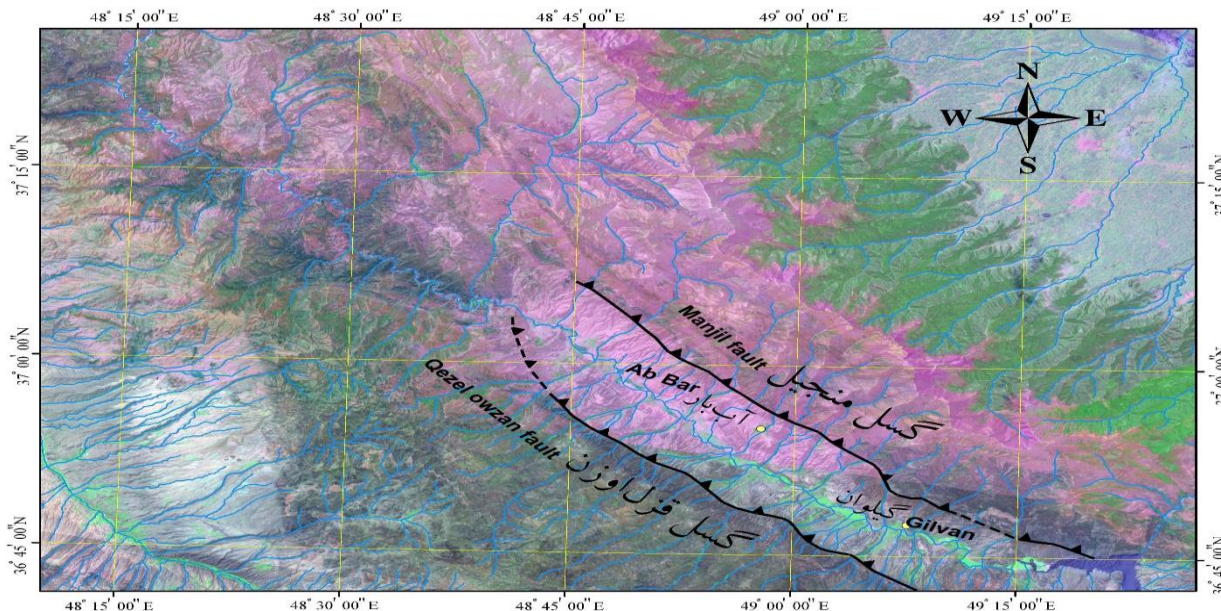 48° 15' 00" E
48° 30' 00" E
48° 45' 00" E
49° 00' 00" E
49° 15' 00" E
N
W
E
S
37° 15' 00" N
37° 15' 00" N
Manjil fault
گسل منجیل
37° 00' 00" N
37° 00' 00" N
Ab Bar
آب بار
Qezel owzan fault
گسل قزل اوزن
گیلوان
Gilvan
36° 45' 00" N
36° 45' 00" N
48° 15' 00" E
48° 30' 00" E
48° 45' 00" E
49° 00' 00" E
49° 15' 00" E